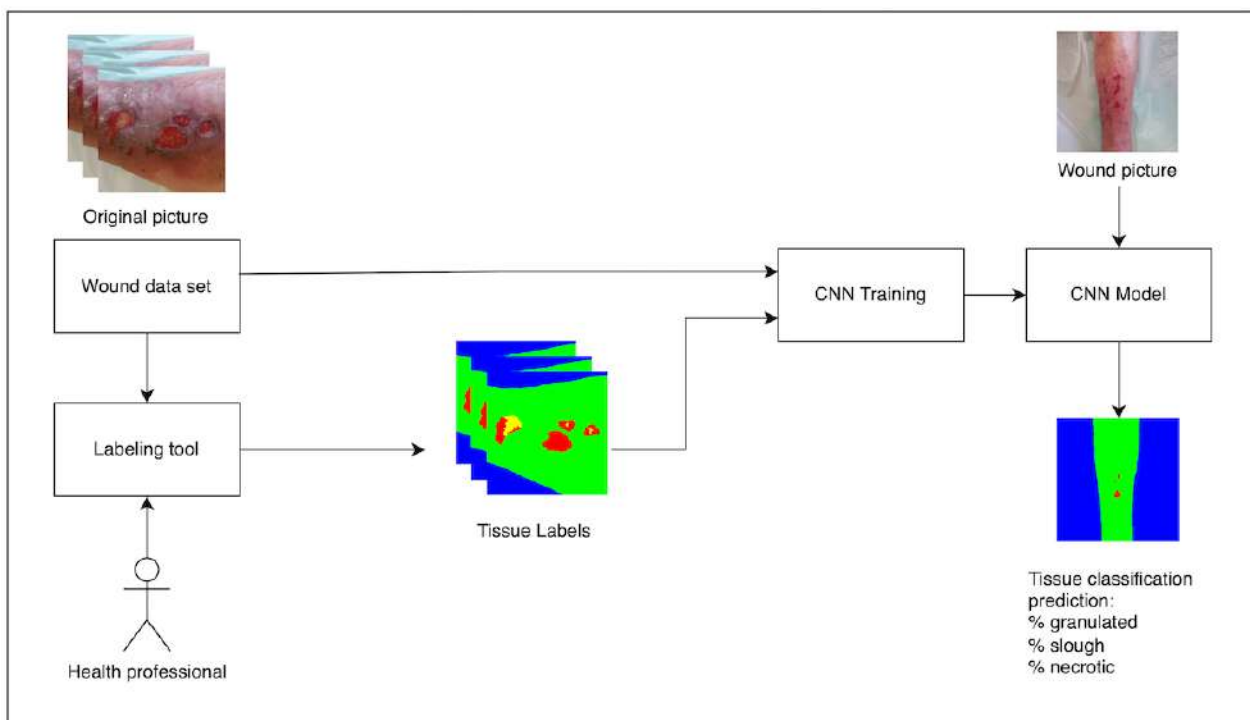 Original picture
Wound picture
Wound data set
CNN Training
CNN Model
Labeling tool
Tissue Labels
Health professional
Tissue classification
prediction:
% granulated
% slough
% necrotic